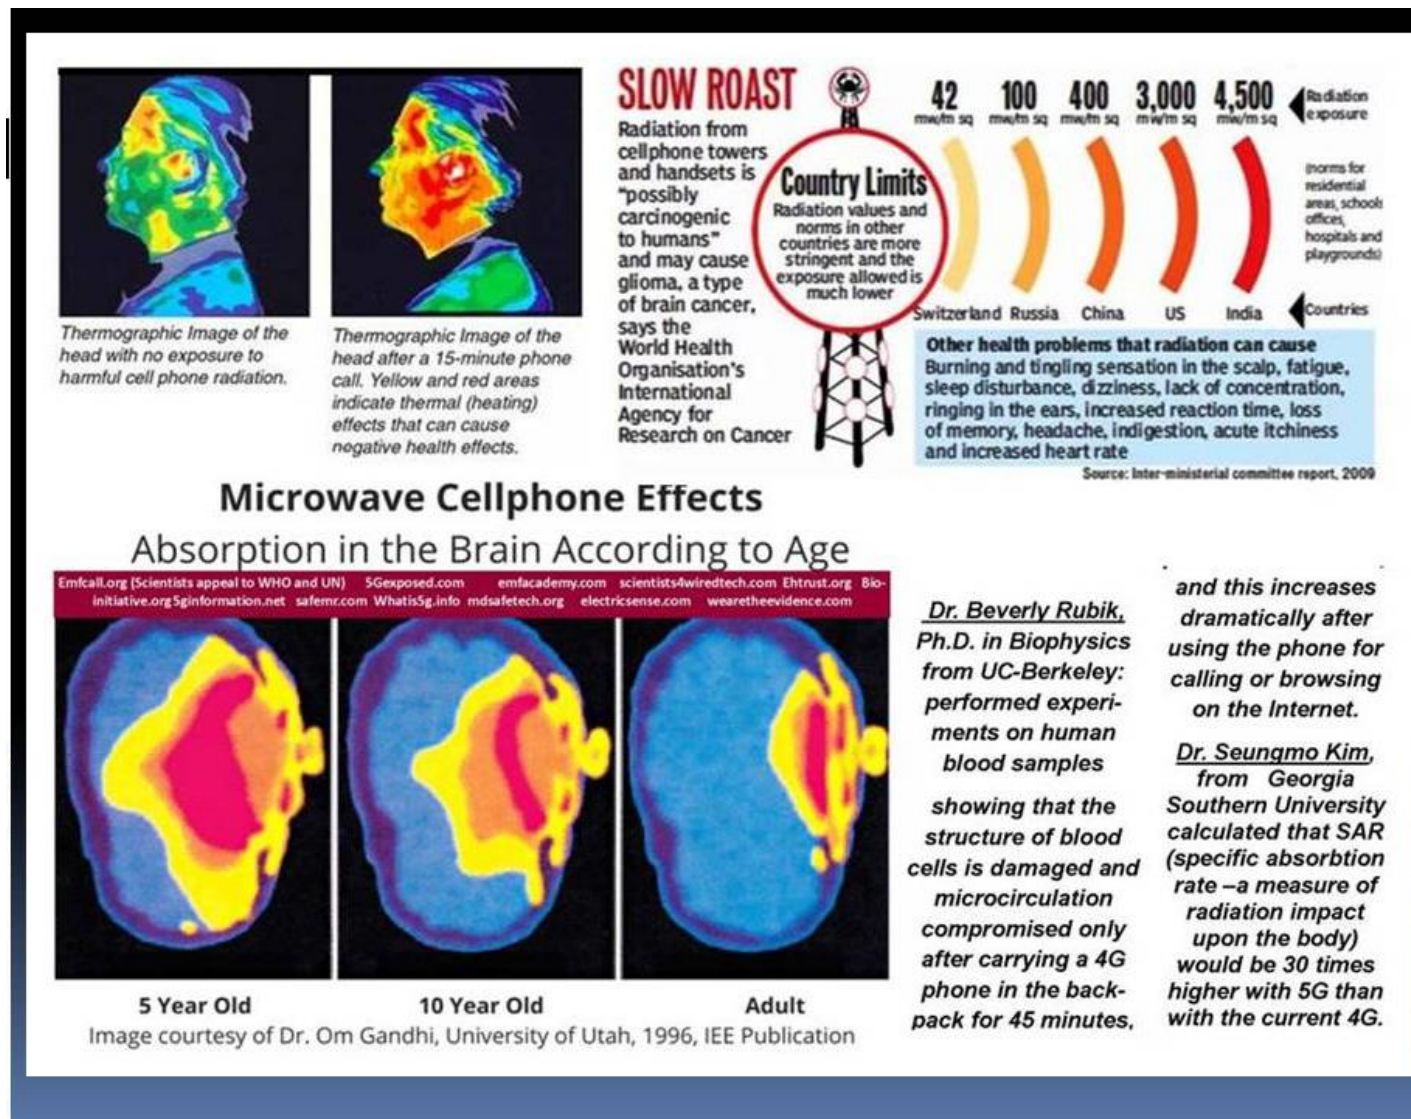 Thermographic Image of the
head with no exposure to
harmful cell phone radiation.
Thermographic Image of the
head after a 15-minute phone
call. Yellow and red areas
indicate thermal (heating)
effects that can cause
negative health effects.
SLOW ROAST
Radiation from
cellphone towers
and handsets is
"possibly
carcinogenic
to humans"
and may cause
glioma, a type
of brain cancer,
says the
World Health
Organisation's
International
Agency for
Research on Cancer
Country Limits
Radiation values and
norms in other
countries are more
stringent and the
exposure allowed is
much lower
42 100 400 3,000 4,500
mw/m sq mw/m sq mw/m sq mw/m sq mw/m sq
Radiation
exposure
(norms for
residential
areas, schools
offices,
hospitals and
playgrounds)
Switzerland Russia China US India
Countries
Other health problems that radiation can cause
Burning and tingling sensation in the scalp, fatigue,
sleep disturbance, dizziness, lack of concentration,
ringing in the ears, increased reaction time, loss
of memory, headache, indigestion, acute itchiness
and increased heart rate
Source: Inter-ministerial committee report, 2009
Microwave Cellphone Effects
Absorption in the Brain According to Age
Emfcall.org (Scientists appeal to WHO and UN) 5Gexposed.com emfacademy.com scientists4wiredtech.com Ehtrust.org Bio-
initiative.org5ginformation.net safemr.com Whatis5g.info mdsafetech.org electricsense.com wearetheevidence.com
5 Year Old 10 Year Old Adult
Image courtesy of Dr. Om Gandhi, University of Utah, 1996, IEE Publication
Dr. Beverly Rubik,
Ph.D. in Biophysics
from UC-Berkeley:
performed experi-
ments on human
blood samples
showing that the
structure of blood
cells is damaged and
microcirculation
compromised only
after carrying a 4G
phone in the back-
pack for 45 minutes,
and this increases
dramatically after
using the phone for
calling or browsing
on the Internet.
Dr. Seungmo Kim,
from Georgia
Southern University
calculated that SAR
(specific absorbtion
rate –a measure of
radiation impact
upon the body)
would be 30 times
higher with 5G than
with the current 4G.